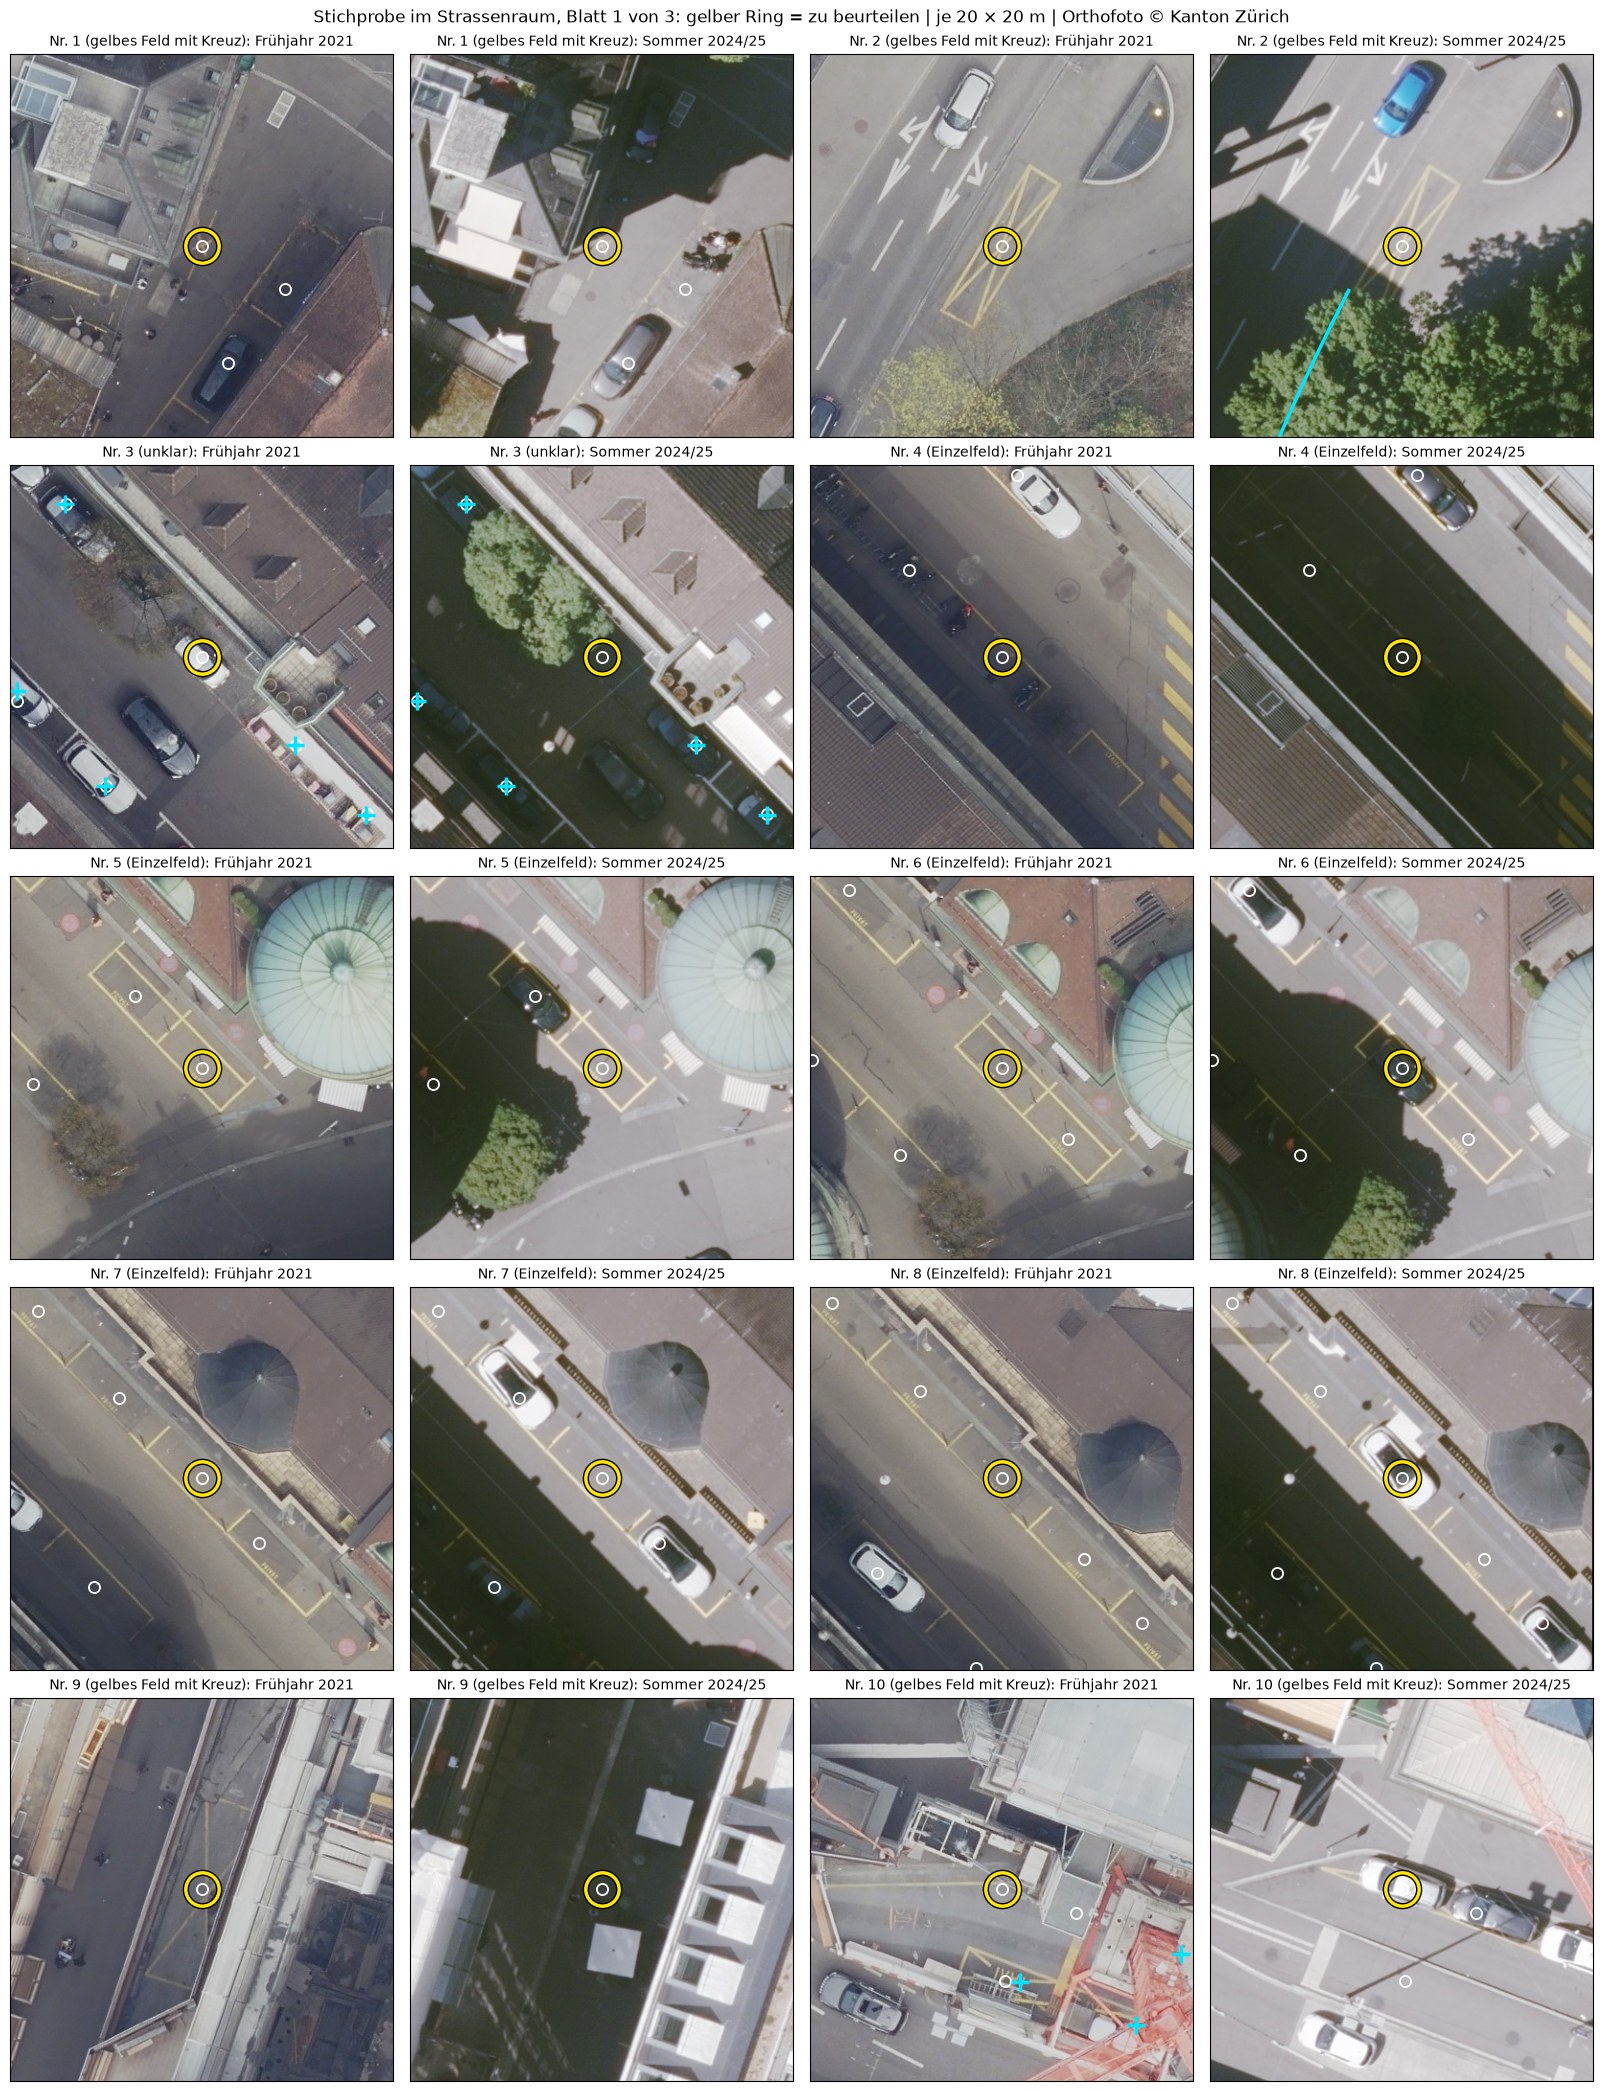 Stichprobe im Strassenraum, Blatt 1 von 3: gelber Ring = zu beurteilen | je 20 × 20 m | Orthofoto © Kanton Zürich
Nr. 1 (gelbes Feld mit Kreuz): Frühjahr 2021
Nr. 1 (gelbes Feld mit Kreuz): Sommer 2024/25
Nr. 2 (gelbes Feld mit Kreuz): Frühjahr 2021
Nr. 2 (gelbes Feld mit Kreuz): Sommer 2024/25
Nr. 3 (unklar): Frühjahr 2021
Nr. 3 (unklar): Sommer 2024/25
Nr. 4 (Einzelfeld): Frühjahr 2021
Nr. 4 (Einzelfeld): Sommer 2024/25
Nr. 5 (Einzelfeld): Frühjahr 2021
Nr. 5 (Einzelfeld): Sommer 2024/25
Nr. 6 (Einzelfeld): Frühjahr 2021
Nr. 6 (Einzelfeld): Sommer 2024/25
Nr. 7 (Einzelfeld): Frühjahr 2021
Nr. 7 (Einzelfeld): Sommer 2024/25
Nr. 8 (Einzelfeld): Frühjahr 2021
Nr. 8 (Einzelfeld): Sommer 2024/25
Nr. 9 (gelbes Feld mit Kreuz): Frühjahr 2021
Nr. 9 (gelbes Feld mit Kreuz): Sommer 2024/25
Nr. 10 (gelbes Feld mit Kreuz): Frühjahr 2021
Nr. 10 (gelbes Feld mit Kreuz): Sommer 2024/25